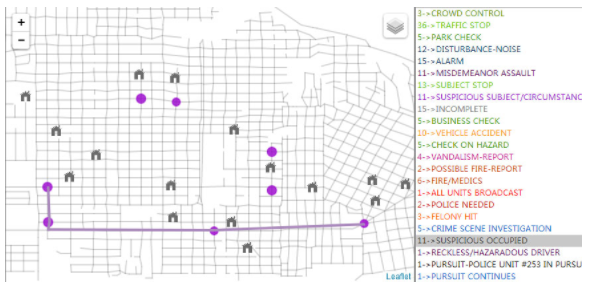 +
−
3->CROWD CONTROL
36->TRAFFIC STOP
5->PARK CHECK
12->DISTURBANCE-NOISE
15->ALARM
11->MISDEMEANOR ASSAULT
13->SUBJECT STOP
11->SUSPICIOUS SUBJECT/CIRCUMSTANC
15->INCOMPLETE
5->BUSINESS CHECK
10->VEHICLE ACCIDENT
5->CHECK ON HAZARD
4->VANDALISM-REPORT
2->POSSIBLE FIRE-REPORT
6->FIRE/MEDICS
1->ALL UNITS BROADCAST
2->POLICE NEEDED
3->FELONY HIT
5->CRIME SCENE INVESTIGATION
11->SUSPICIOUS OCCUPIED
1->RECKLESS/HAZARADOUS DRIVER
1->PURSUIT-POLICE UNIT #253 IN PURSU
1->PURSUIT CONTINUES
Leaflet